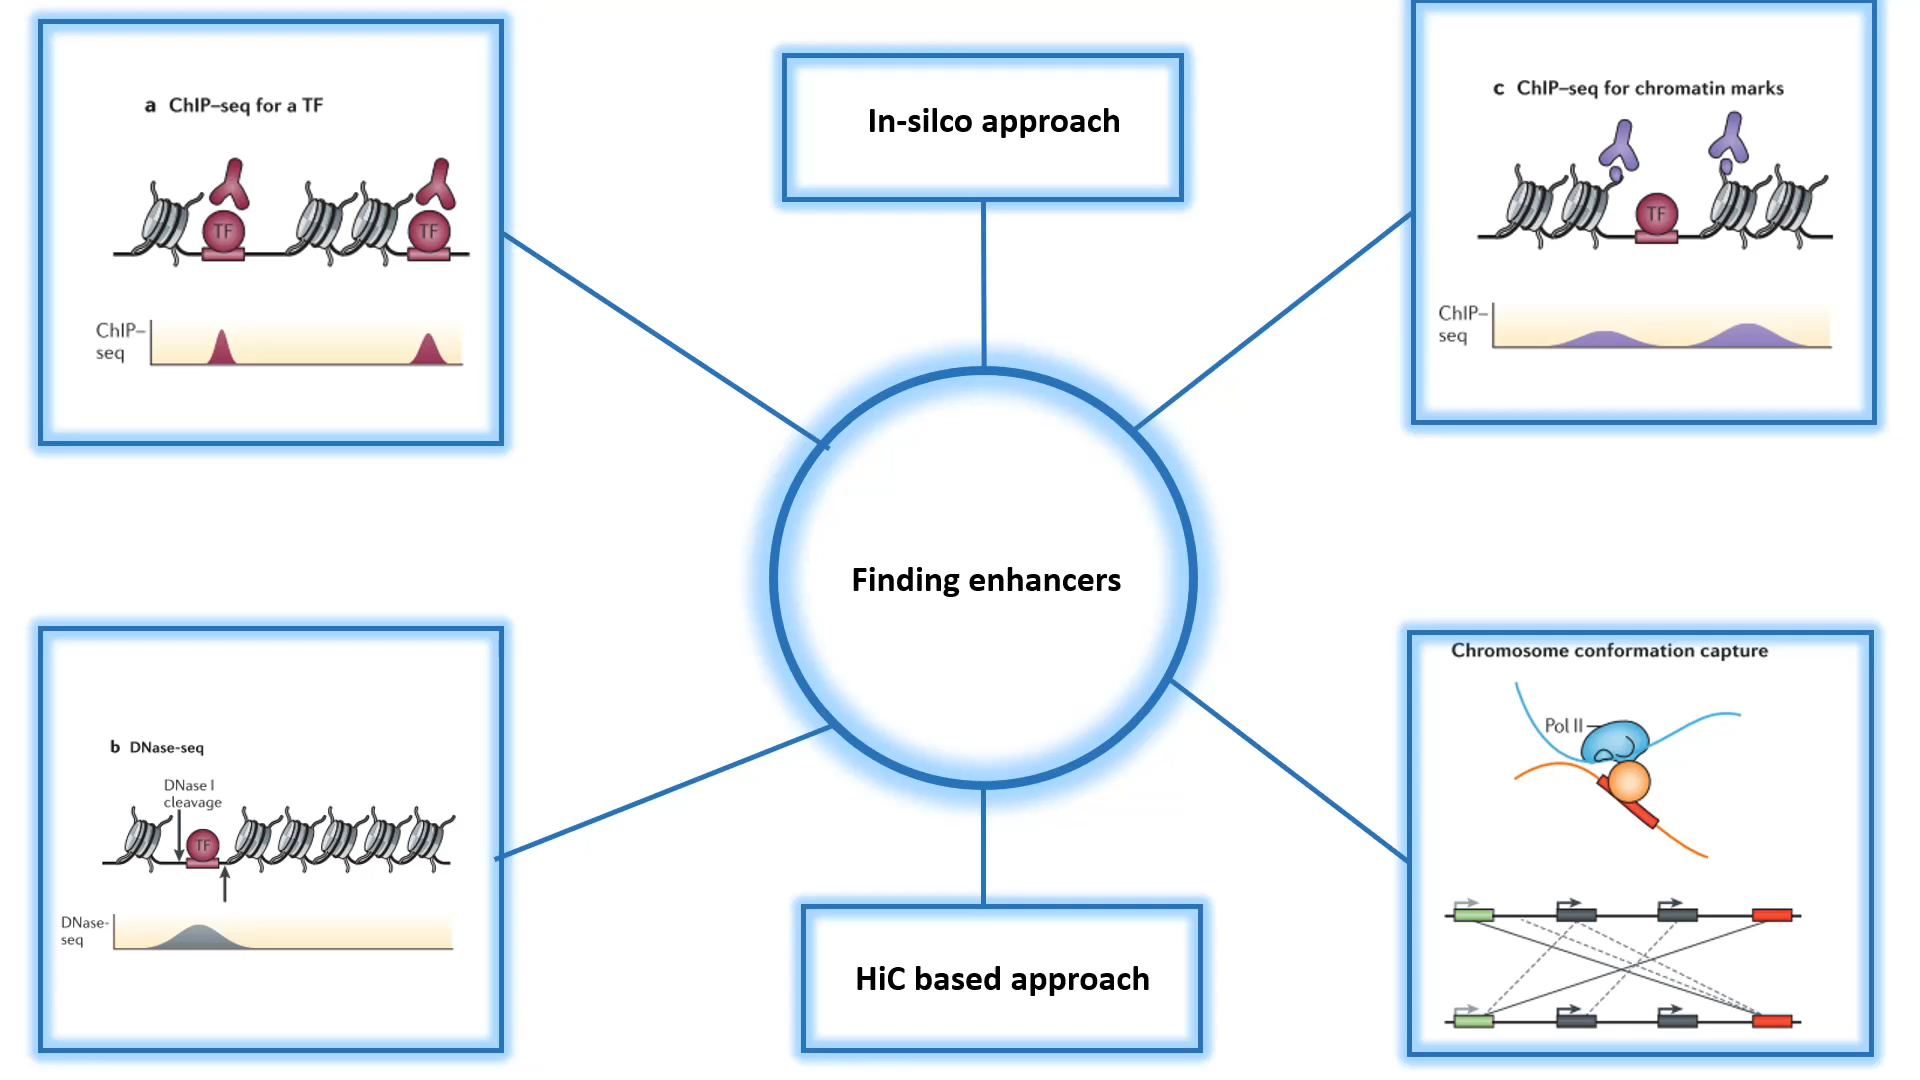 a ChIP–seq for a TF
TF
TF
ChIP–
seq
In-silco approach
c ChIP–seq for chromatin marks
TF
ChIP–
seq
Finding enhancers
b DNase-seq
DNase I
cleavage
TF
DNase-
seq
HiC based approach
Chromosome conformation capture
Pol II